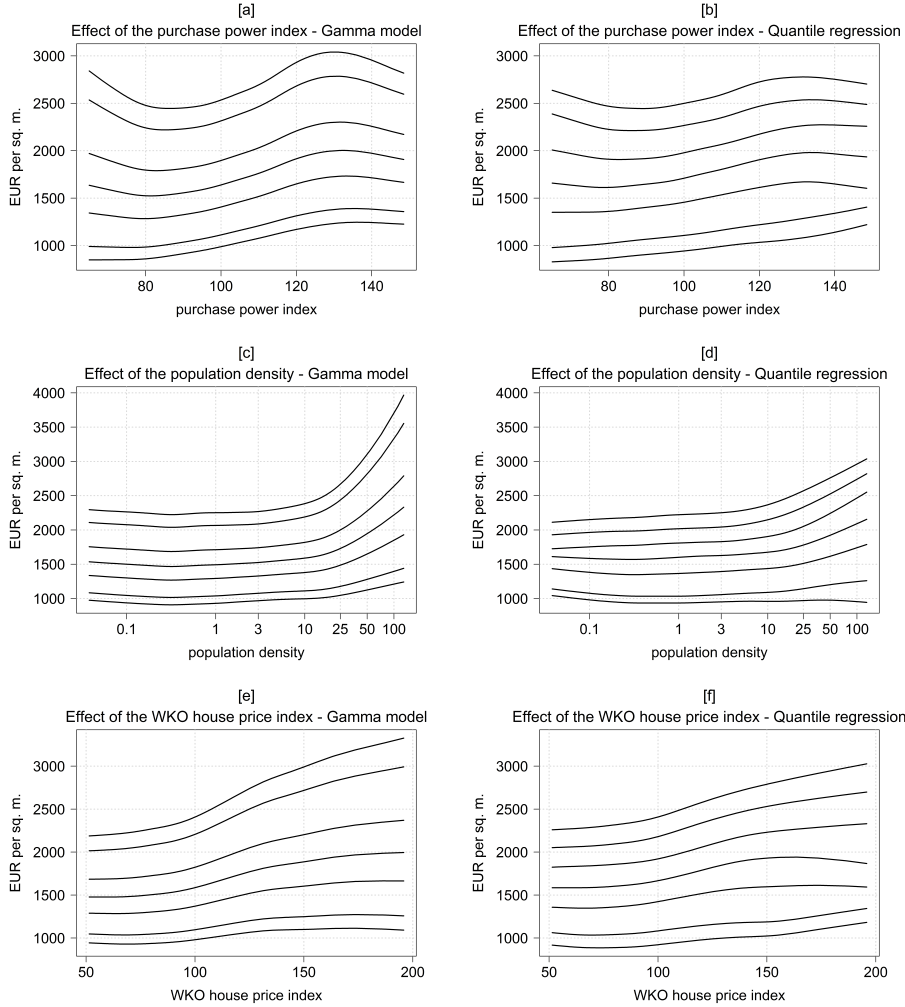 [a]
Effect of the purchase power index - Gamma model
EUR per sq. m.
3000
2500
2000
1500
1000
80 100 120 140
purchase power index
[b]
Effect of the purchase power index - Quantile regression
EUR per sq. m.
3000
2500
2000
1500
1000
80 100 120 140
purchase power index
[c]
Effect of the population density - Gamma model
EUR per sq. m.
4000
3500
3000
2500
2000
1500
1000
0.1 1 3 10 25 50 100
population density
[d]
Effect of the population density - Quantile regression
EUR per sq. m.
4000
3500
3000
2500
2000
1500
1000
0.1 1 3 10 25 50 100
population density
[e]
Effect of the WKO house price index - Gamma model
EUR per sq. m.
3000
2500
2000
1500
1000
50 100 150 200
WKO house price index
[f]
Effect of the WKO house price index - Quantile regression
EUR per sq. m.
3000
2500
2000
1500
1000
50 100 150 200
WKO house price index